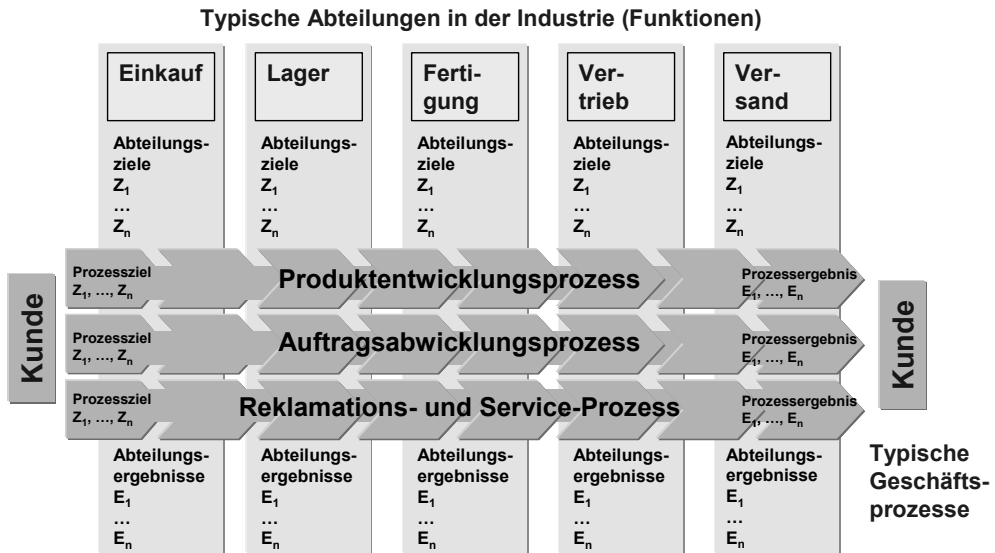 Typische Abteilungen in der Industrie (Funktionen)
Einkauf
Lager
Ferti-
gung
Ver-
trieb
Ver-
sand
Abteilungs-
ziele
Z1
…
Zn
Abteilungs-
ziele
Z1
…
Zn
Abteilungs-
ziele
Z1
…
Zn
Abteilungs-
ziele
Z1
…
Zn
Abteilungs-
ziele
Z1
…
Zn
Kunde
Prozessziel
Z1, …, Zn
Produktentwicklungsprozess
Prozessergebnis
E1, …, En
Prozessziel
Z1, …, Zn
Auftragsabwicklungsprozess
Prozessergebnis
E1, …, En
Prozessziel
Z1, …, Zn
Reklamations- und Service-Prozess
Prozessergebnis
E1, …, En
Kunde
Abteilungs-
ergebnisse
E1
…
En
Abteilungs-
ergebnisse
E1
…
En
Abteilungs-
ergebnisse
E1
…
En
Abteilungs-
ergebnisse
E1
…
En
Abteilungs-
ergebnisse
E1
…
En
Typische
Geschäfts-
prozesse